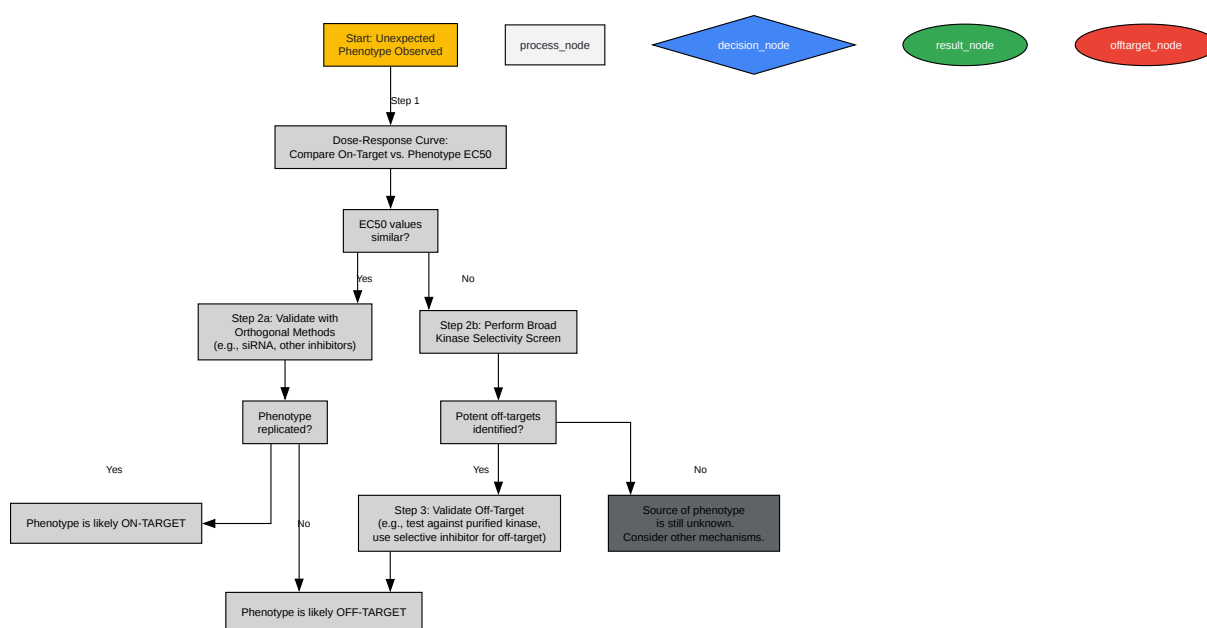 Start: Unexpected
Phenotype Observed
process_node
decision_node
result_node
offtarget_node
Step 1
Dose-Response Curve:
Compare On-Target vs. Phenotype EC50
EC50 values
similar?
Yes
No
Step 2a: Validate with
Orthogonal Methods
(e.g., siRNA, other inhibitors)
Step 2b: Perform Broad
Kinase Selectivity Screen
Phenotype
replicated?
Potent off-targets
identified?
Yes
Yes
No
Phenotype is likely ON-TARGET
No
Step 3: Validate Off-Target
(e.g., test against purified kinase,
use selective inhibitor for off-target)
Source of phenotype
is still unknown.
Consider other mechanisms.
Phenotype is likely OFF-TARGET